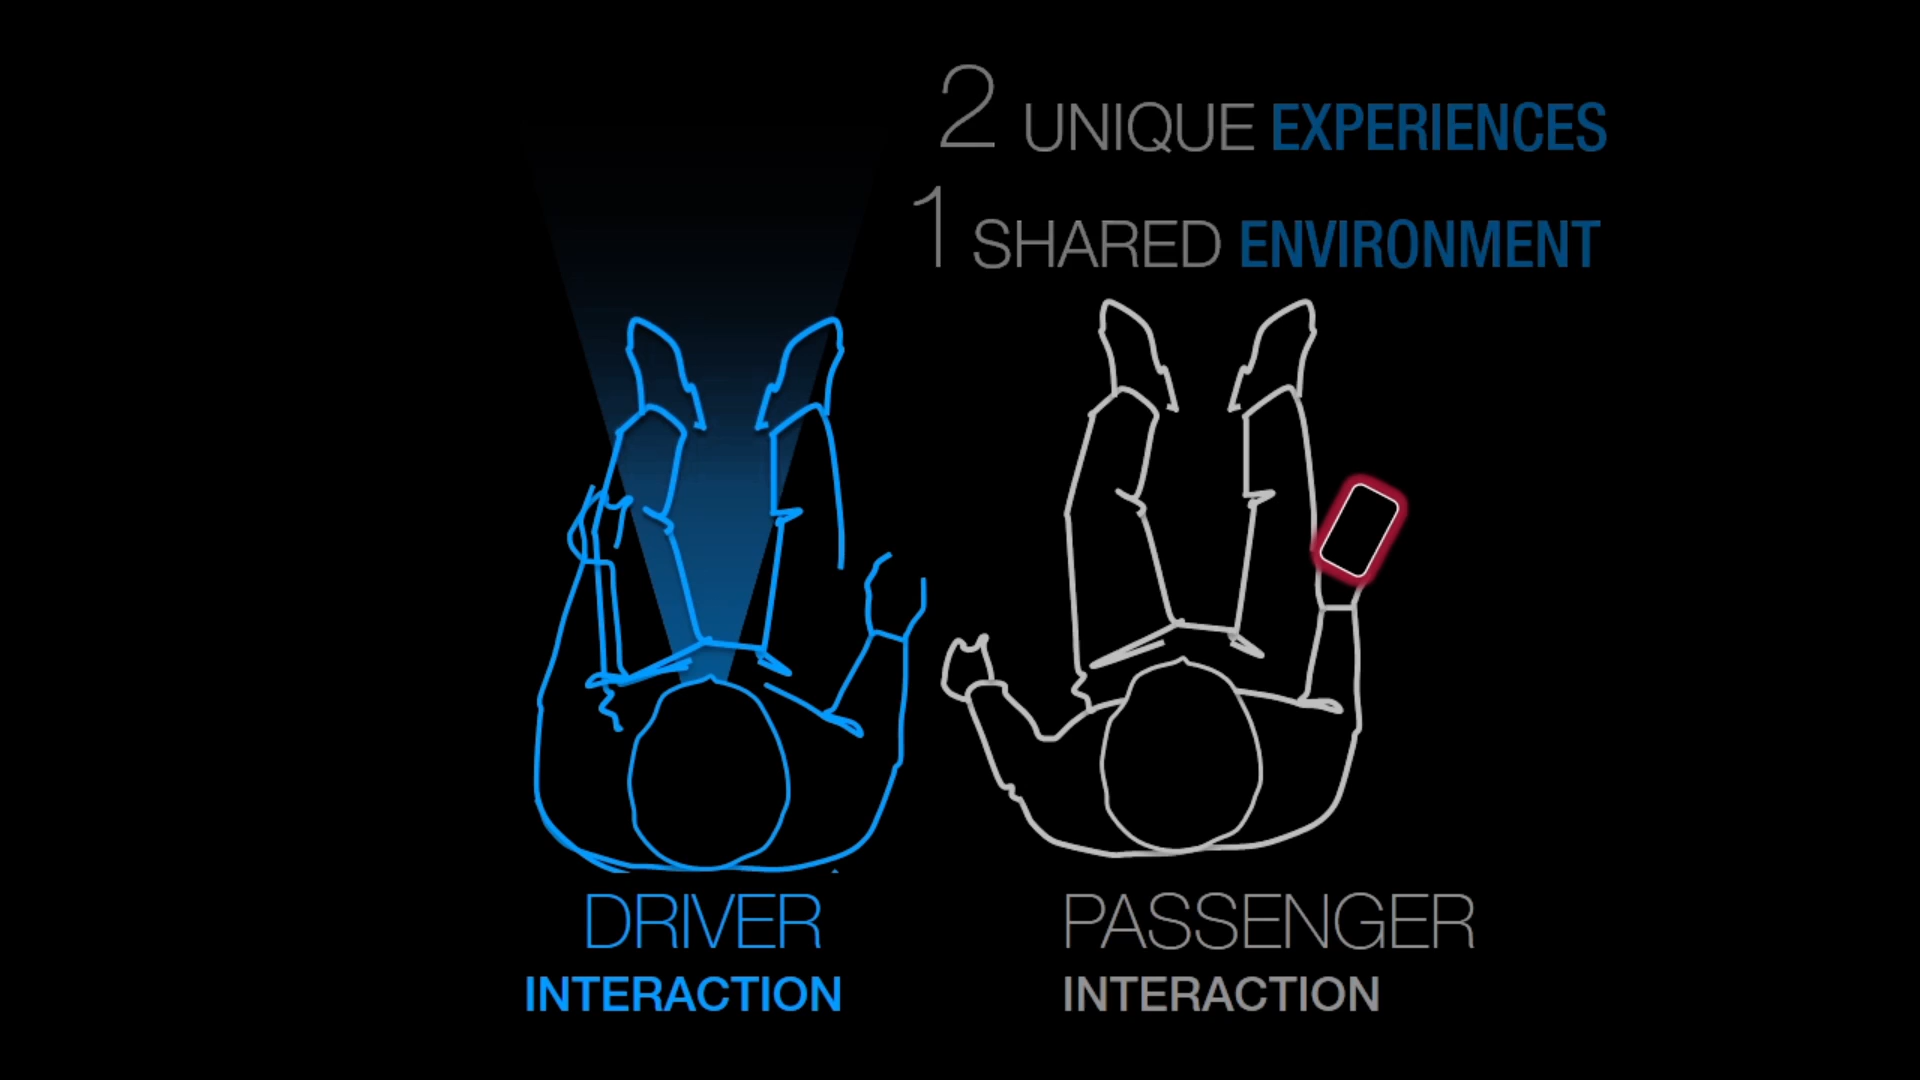 2 UNIQUE EXPERIENCES
1 SHARED ENVIRONMENT
DRIVER
INTERACTION
PASSENGER
INTERACTION